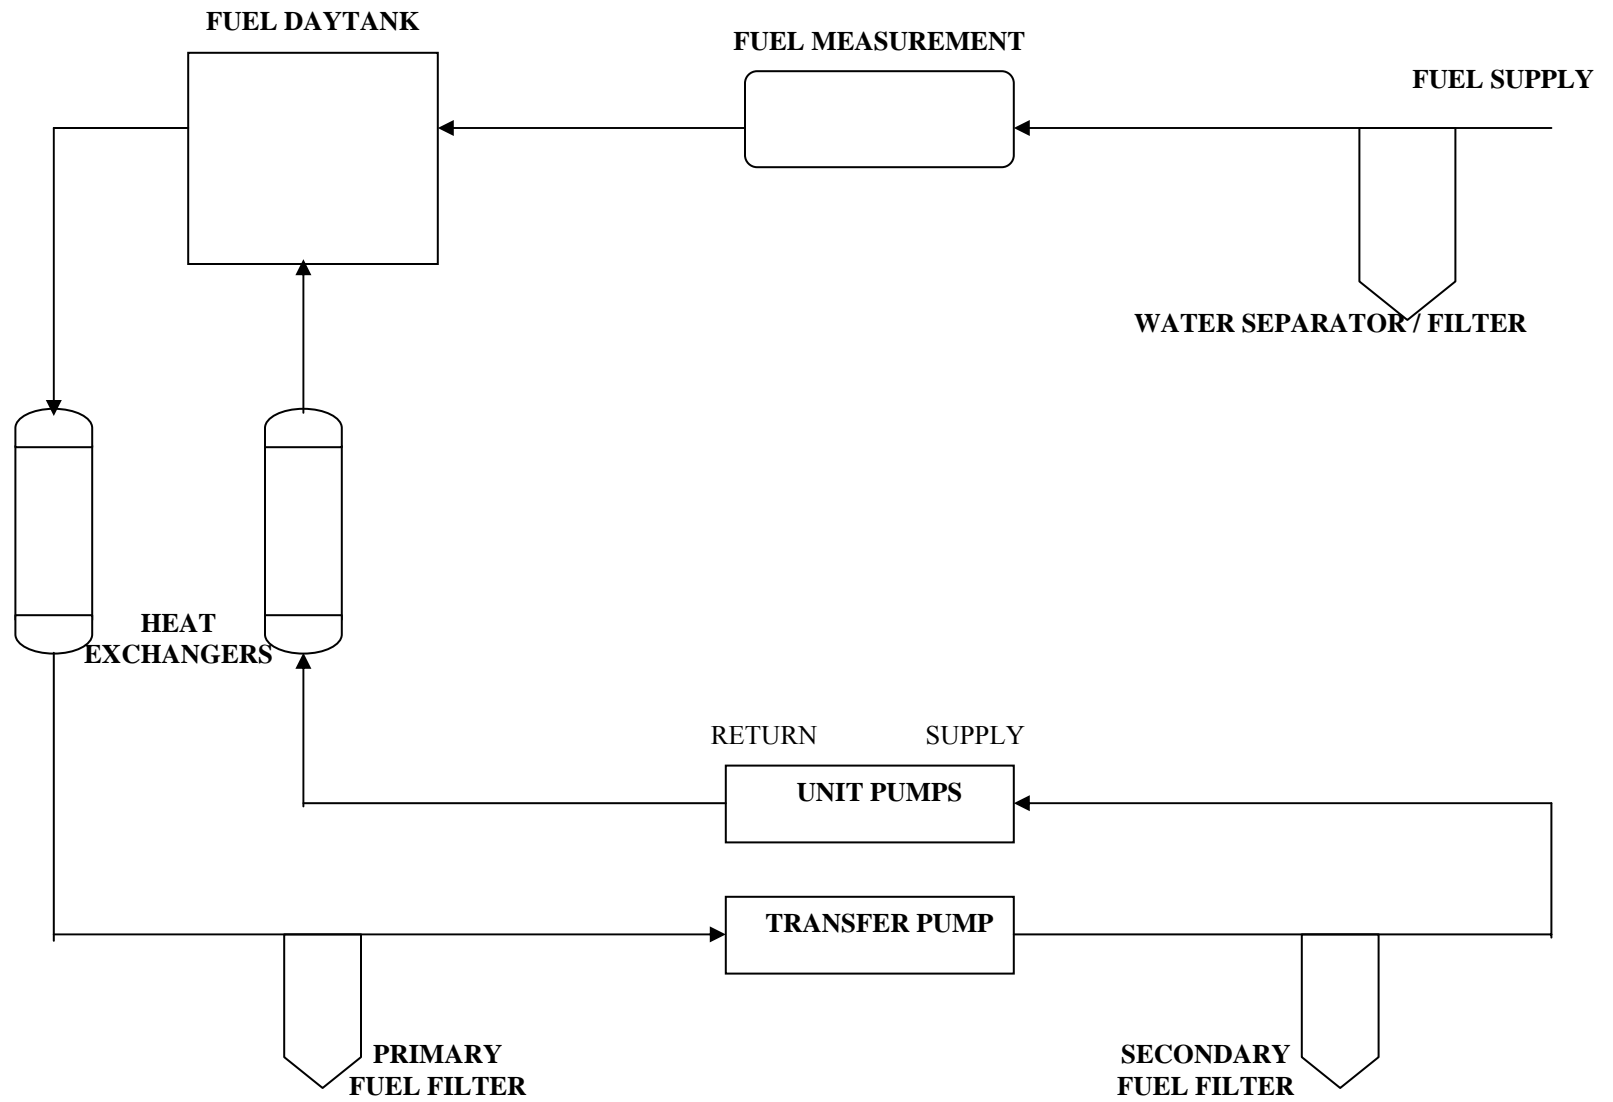 FUEL DAYTANK
FUEL MEASUREMENT
FUEL SUPPLY
WATER SEPARATOR / FILTER
HEAT
EXCHANGERS
RETURN
SUPPLY
UNIT PUMPS
TRANSFER PUMP
PRIMARY
FUEL FILTER
SECONDARY
FUEL FILTER